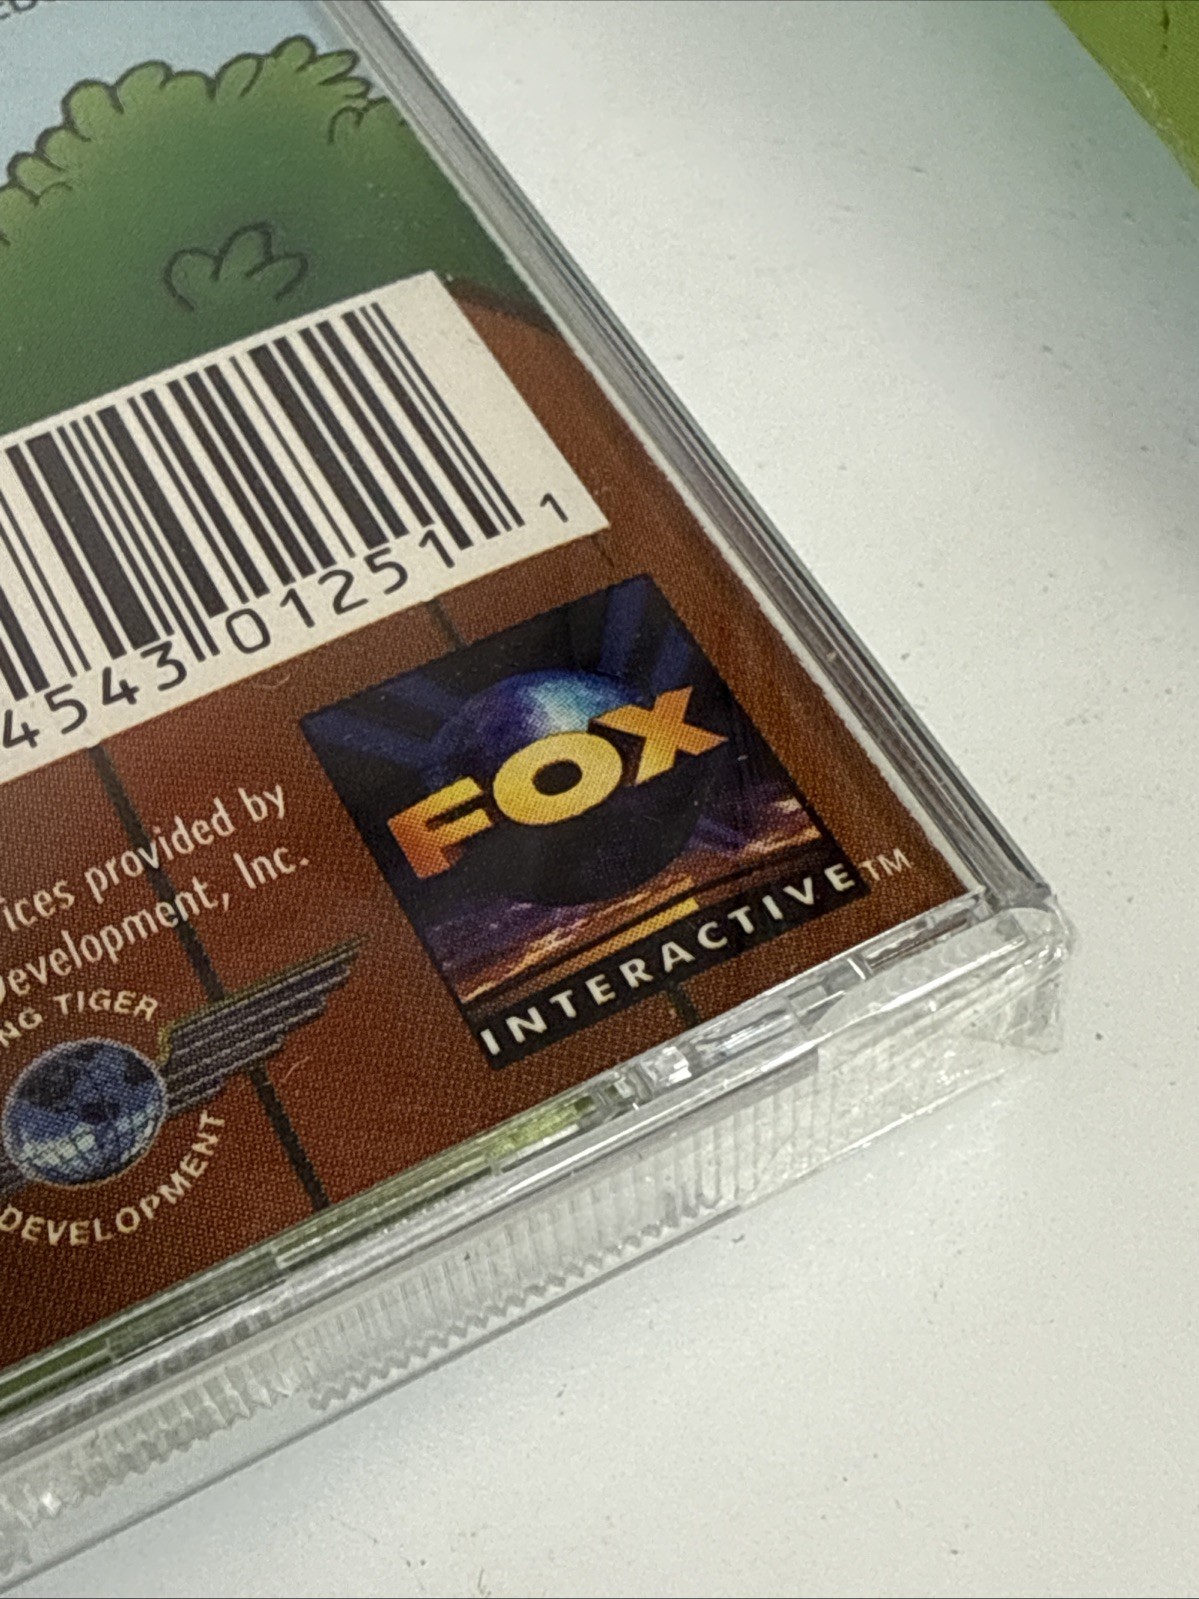 4543 01251 1
ices provided by
Development, Inc.
NG TIGER
DEVELOPMENT
FOX
INTERACTIVE™